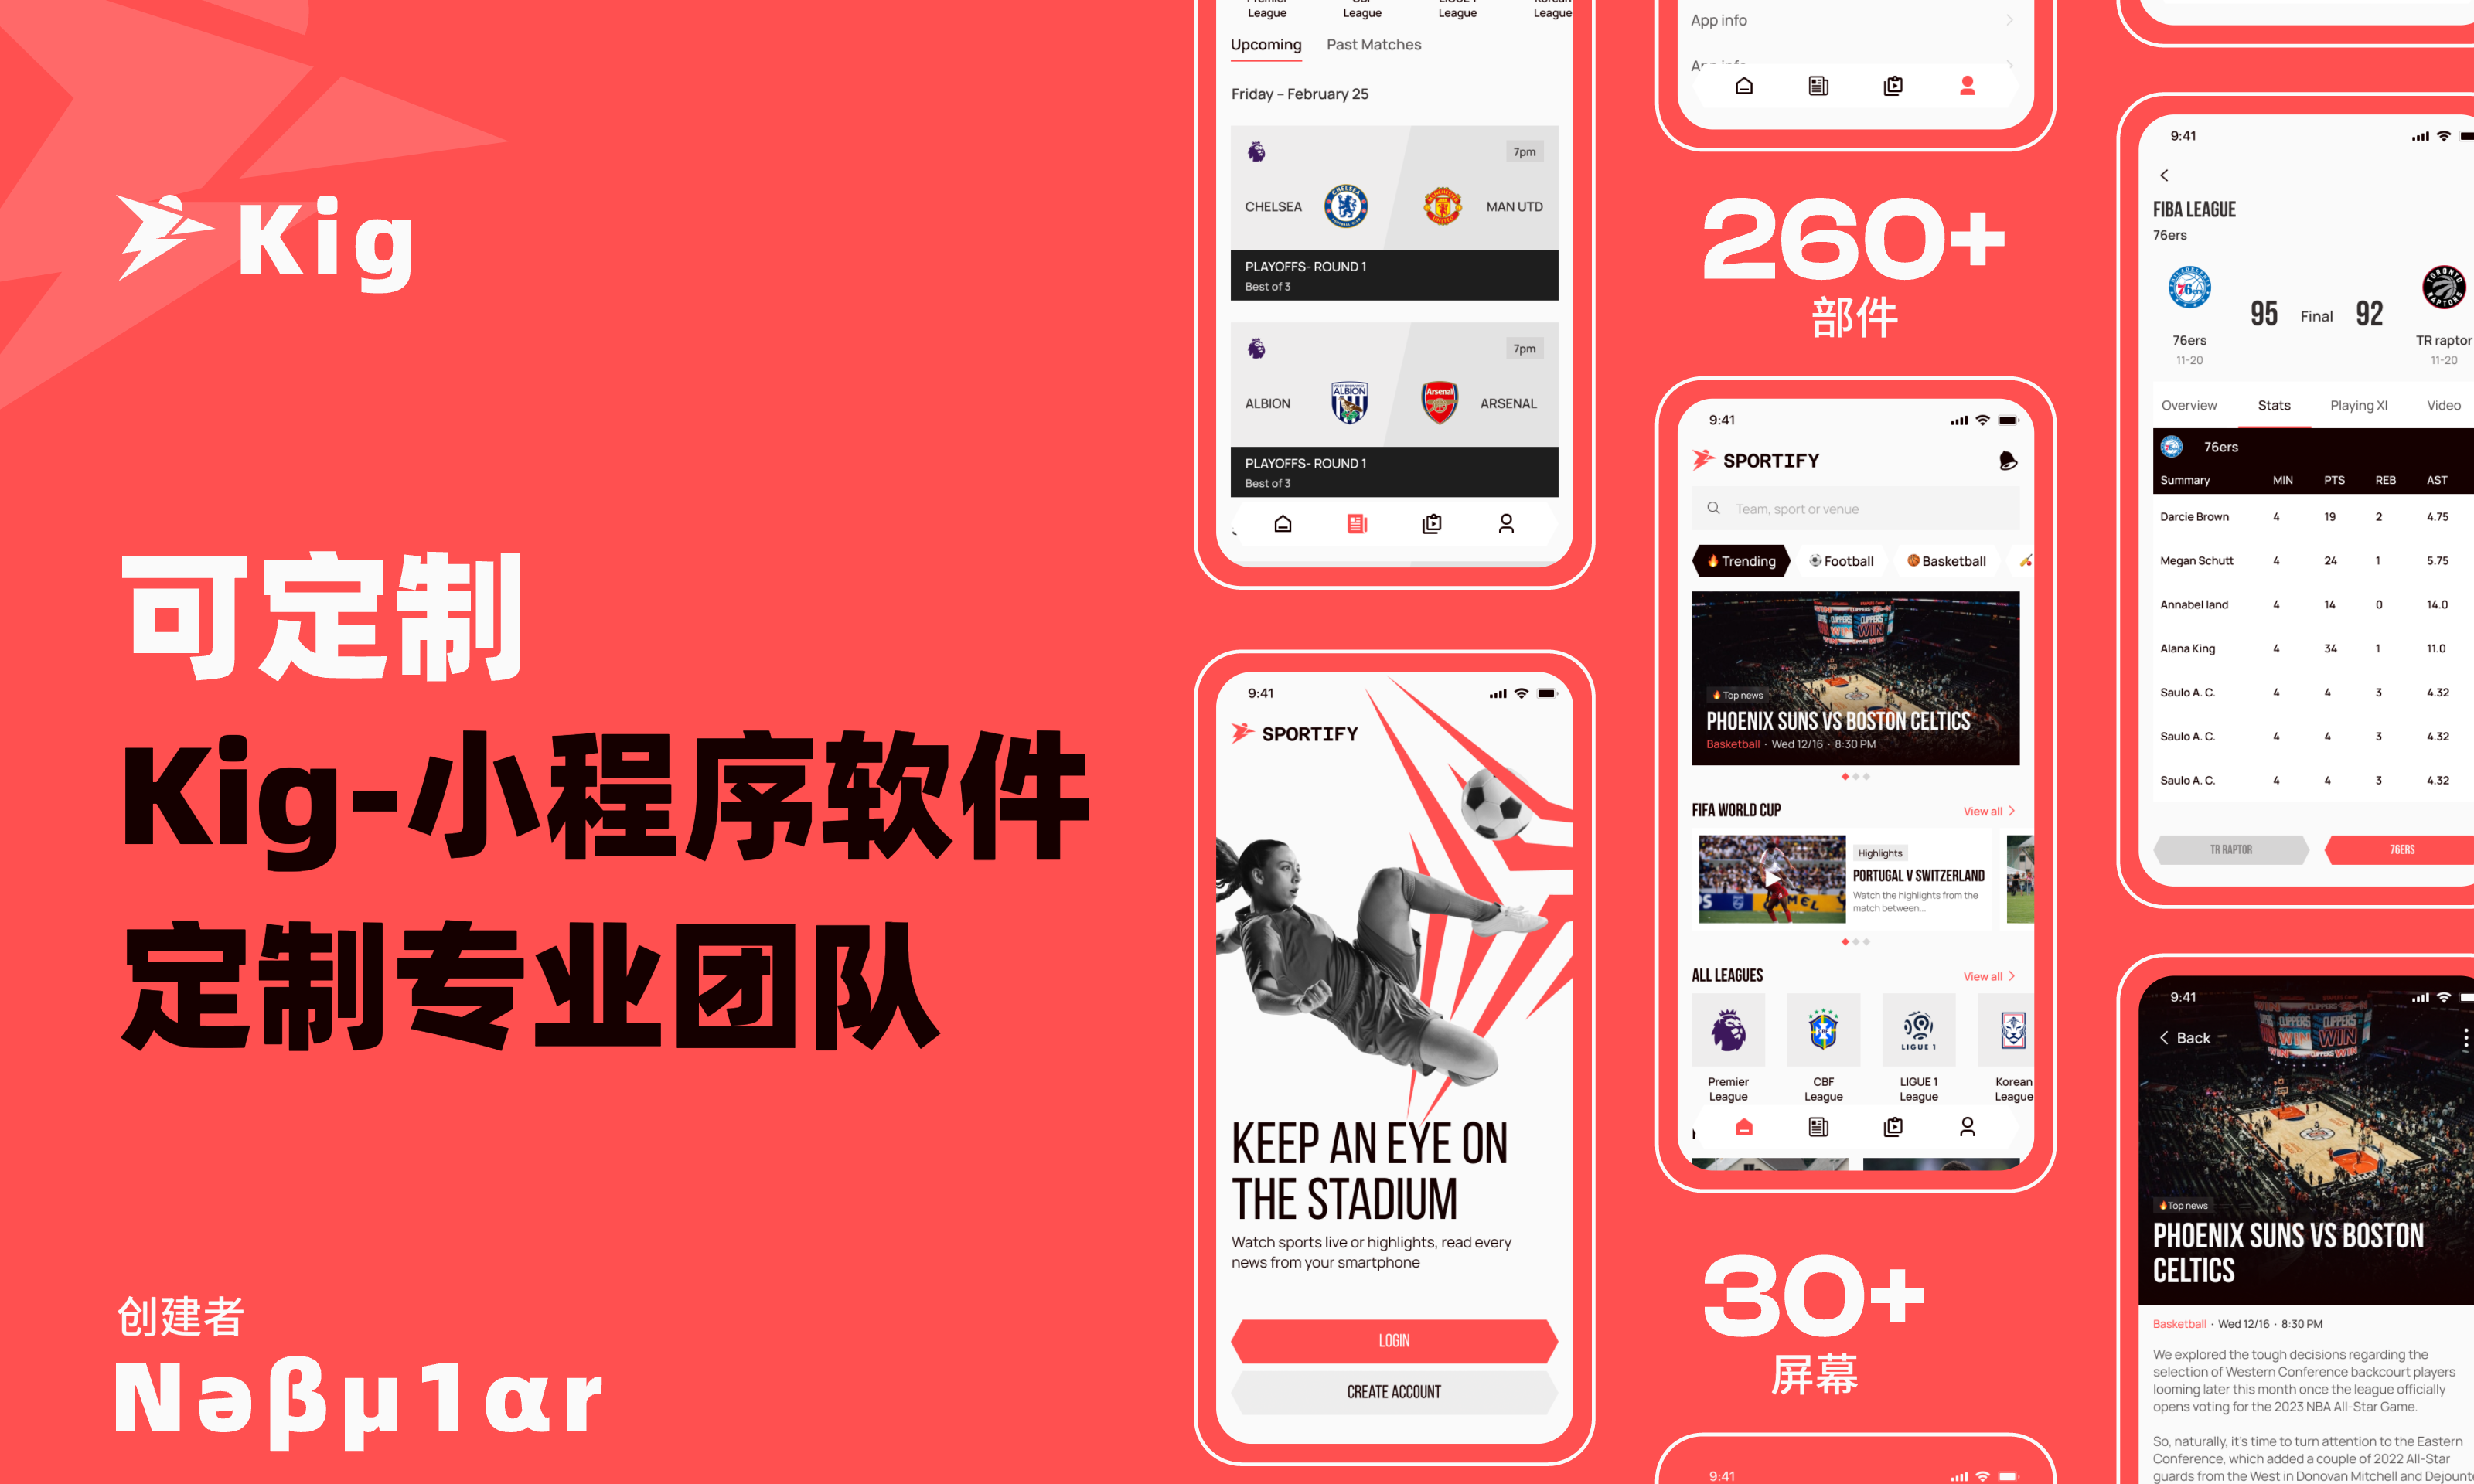 Kig
可定制
Kig-小程序软件
定制专业团队
创建者
Nəβμ1αr
League
League
League
League
Upcoming
Past Matches
Friday – February 25
7pm
CHELSEA
MAN UTD
PLAYOFFS- ROUND 1
Best of 3
7pm
ALBION
ARSENAL
PLAYOFFS- ROUND 1
Best of 3
9:41
SPORTIFY
KEEP AN EYE ON
THE STADIUM
Watch sports live or highlights, read every
news from your smartphone
LOGIN
CREATE ACCOUNT
App info
260+
部件
9:41
SPORTIFY
Team, sport or venue
Trending
Football
Basketball
Top news
PHOENIX SUNS VS BOSTON CELTICS
Basketball · Wed 12/16 · 8:30 PM
FIFA WORLD CUP
View all
Highlights
PORTUGAL V SWITZERLAND
Watch the highlights from the
match between...
ALL LEAGUES
View all
LIGUE 1
Premier
League
CBF
League
LIGUE 1
League
Korean
League
30+
屏幕
9:41
9:41
FIBA LEAGUE
76ers
95 Final 92
76ers
11-20
TR raptor
11-20
Overview
Stats
Playing XI
Video
76ers
Summary MIN PTS REB AST
Darcie Brown 4 19 2 4.75
Megan Schutt 4 24 1 5.75
Annabel land 4 14 0 14.0
Alana King 4 34 1 11.0
Saulo A. C. 4 4 3 4.32
Saulo A. C. 4 4 3 4.32
Saulo A. C. 4 4 3 4.32
TR RAPTOR
76ERS
9:41
Back
CLIPPERS CLIPPERS
WIN WIN
Top news
PHOENIX SUNS VS BOSTON
CELTICS
Basketball · Wed 12/16 · 8:30 PM
We explored the tough decisions regarding the
selection of Western Conference backcourt players
looming later this month once the league officially
opens voting for the 2023 NBA All-Star Game.
So, naturally, it's time to turn attention to the Eastern
Conference, which added a couple of 2022 All-Star
guards from the West in Donovan Mitchell and Dejount